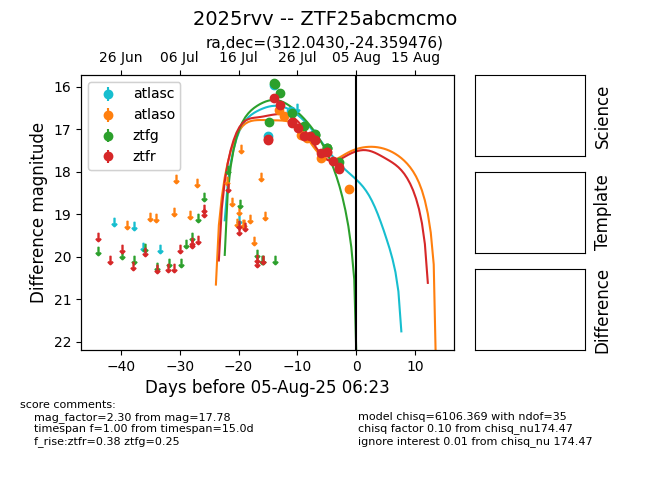 2025rvv -- ZTF25abcmcmo
ra,dec=(312.0430,-24.359476)
26 Jun 06 Jul 16 Jul 26 Jul 05 Aug 15 Aug
16
17
18
19
20
21
22
Difference magnitude
atlasc
atlaso
ztfg
ztfr
−40 −30 −20 −10 0 10
Days before 05-Aug-25 06:23
Science
Template
Difference
score comments:
mag_factor=2.30 from mag=17.78
timespan f=1.00 from timespan=15.0d
f_rise:ztfr=0.38 ztfg=0.25
model chisq=6106.369 with ndof=35
chisq factor 0.10 from chisq_nu174.47
ignore interest 0.01 from chisq_nu 174.47